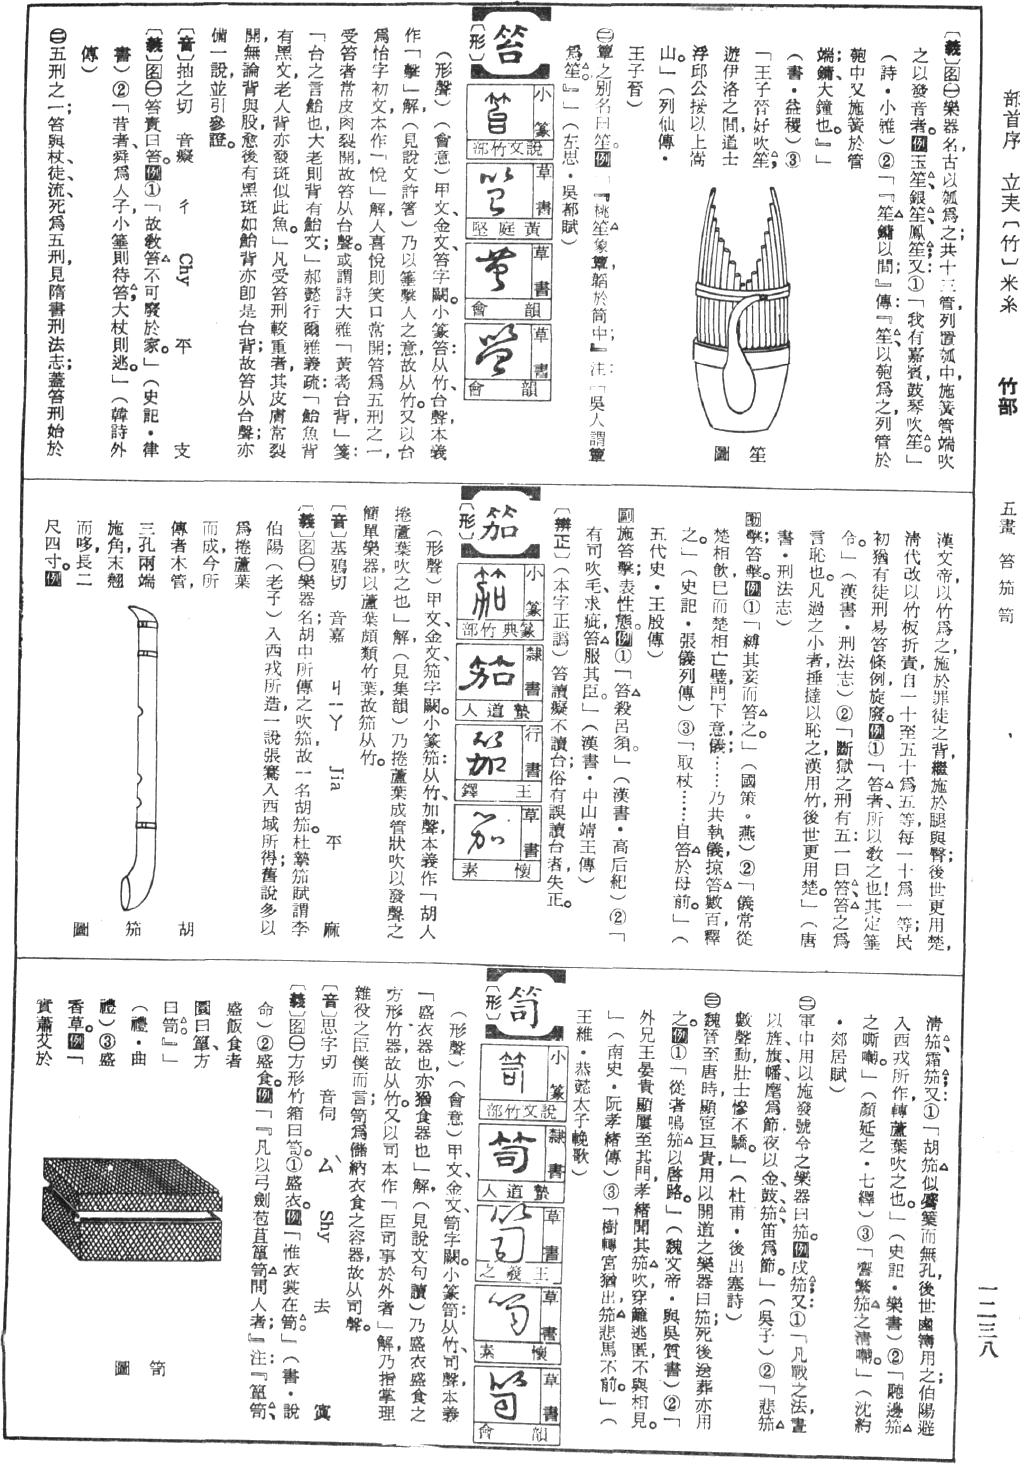 部首序　立夫〔竹〕米糸　竹部　五畫　笞　笳　笥　一二三八
〔義〕図㊀樂器名古以瓠爲之共十三管列置瓠中施簧管端吹
之以發音者。例玉笙、銀笙、鳳笙；又①「我有嘉賓鼓琴吹笙。」
（詩・小雅）②「『笙鏞以間』；傳：『笙、以匏爲之列管於
匏中又施簧於管
端；鏞、大鐘也。』」
（書・益稷）③
「王子晉好吹笙，
遊伊洛之間，道士
浮邱公接以上嵩
山。」（列仙傳・
王子晉）
笙圖
㊁簟之別名曰笙。例「『桃笙象簟，韜於筒中』；注：「吳人謂簟
爲笙。』」（左思・吳都賦）
笞
〔形〕
小篆　說文竹部
草書　黃庭堅
草書　韻會
草書　韻會
（形聲）（會意）甲文、金文笞字闕。小篆笞：从竹、台聲，本義
作「擊」解，（見說文許箸）乃以箠擊人之意，故从竹。又以台
爲怡字初文，本作「悅」解，人喜悅則笑口常開，笞爲五刑之一，
受笞者常皮肉裂開，故笞从台聲。或謂詩大雅「黃耇台背」箋：
「台之言鮐也，大老則背有鮐文」；郝懿行爾雅義疏：「鮐魚背
有黑文，老人背亦發斑似此魚。」凡受笞刑較重者，其皮膚常裂
開，無論背與股愈後有黑斑如鮐背，亦卽是台背；故笞从台聲；亦
備一說，並引參證。
〔音〕抽之切　音癡　ㄔ　Chy　平　支
〔義〕図㊀笞責曰笞。例①「故教笞不可廢於家。」（史記・律
書）②「昔者舜爲人子，小箠則待笞，大杖則逃。」（韓詩外
傳）
㊁五刑之一；笞與杖、徒、流、死爲五刑，見隋書刑法志；蓋笞刑始於
漢文帝以竹爲之，施於罪徒之背，繼施於腿與臀；後世更用楚，
淸代改以竹板折責，自一十至五十爲五等，每一十爲一等；民
初猶有徒刑易笞條例，旋廢。例①「笞者、所以敎之也！其定箠
令。」（漢書・刑法志）②「斷獄之刑有五：一曰笞、笞之爲
言恥也。凡過之小者，捶撻以恥之，漢用竹，後世更用楚。」（唐
書・刑法志）
動擊笞擊。例①「縛其妾而笞之。」（國策。燕）②「儀常從
楚相飮，已而楚相亡璧，門下意儀……乃共執儀，掠笞數百，釋
之。」（史記・張儀列傳）③「取杖……自笞於母前。」（
五代史・王殷傳）
副施笞擊，表性態。例①「笞殺呂須。」（漢書・高后紀）②「
有司吹毛求疵，笞服其臣。」（漢書・中山靖王傳）
〔辨正〕（本字正譌）笞讀癡不讀台；俗有誤讀台者，失正。
笳
〔形〕
小篆　篆典竹部
隸書　蟄道人
行書　王鐸
草書　懷素
（形聲）甲文、金文笳字闕。小篆笳：从竹、加聲，本義作「胡人
捲蘆葉吹之也」解，（見集韻）乃捲蘆葉成管狀吹以發聲之
簡單樂器，以蘆葉頗類竹葉，故笳从竹。
〔音〕基鴉切　音嘉　ㄐㄧㄚ　Jia　平　麻
〔義〕図㊀樂器名；胡中所傳之吹笳，故一名胡笳。杜摯笳賦謂李
伯陽（老子）入西戎所造；一說張騫入西域所得；舊說多以
爲捲蘆葉
而成，今所
傳者木管，
三孔，兩端
施角，末翹
而哆，長二
尺四寸。例
胡笳圖
淸笳、霜笳；又①「胡笳似觱篥而無孔，後世鹵簿用之；伯陽避
入西戎所作，轉蘆葉吹之也。」（史記・樂書）②「聽邊笳
之嘶嘲。」（顏延之・七繹）③「響繁笳之淸嘲。」（沈約
・郊居賦）
㊁軍中用以施發號令之樂器曰笳。例戍笳；又：①「凡戰之法，晝
以旌、旗、幡、麾爲節，夜以金、鼓、笳、笛爲節。」（吳子）②「悲笳
數聲動，壯士慘不驕。」（杜甫・後出塞詩）
㊂魏晉至唐時，顯宦巨貴，用以開道之樂器曰笳；死後送葬亦用
之。例①「從者鳴笳以啓路。」（魏文帝・與吳質書）②「
外兄王晏貴顯，屢至其門，孝緖聞其笳吹，穿籬逃匿，不與相見。
」（南史・阮孝緖傳）③「樹轉宮猶出，笳悲馬不前。」（
王維・恭懿太子輓歌）
笥
〔形〕
小篆　說文竹部
隸書　蟄道人
草書　王羲之
草書　懷素
草書　韻會
（形聲）（會意）甲文、金文笥字闕。小篆笥：从竹、司聲，本義
「盛衣器也，亦猶食器也」解，（見說文句讀）乃盛衣盛食之
方形竹器，故从竹。又以司本作「臣司事於外者」解，乃指掌理
雜役之臣僕而言；笥爲儲納衣食之容器，故从司聲。
〔音〕思字切　音伺　ㄙˋ　Shy　去　寘
〔義〕図㊀方形竹箱曰笥。①盛衣。例「惟衣裳在笥。」（書・說
命）②盛食。例「『凡以弓劍苞苴簞笥問人者；』注：『簞笥、
盛飯食者，
圓曰簞，方
曰笥。』」
（禮・曲
禮）③盛
香草。例「
實蕭艾於
笥圖